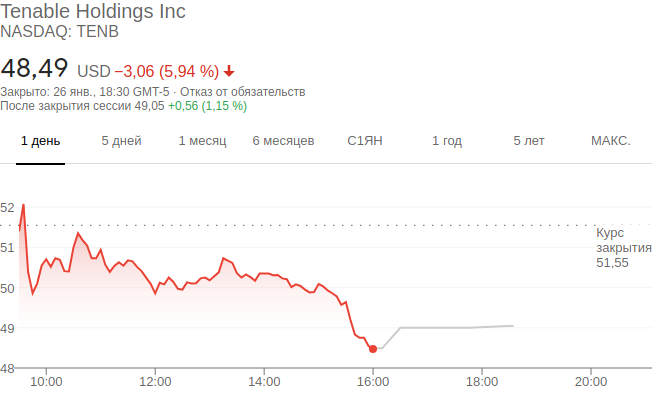 Tenable Holdings Inc
NASDAQ: TENB
48,49 USD −3,06 (5,94 %)
Закрыто: 26 янв., 18:30 GMT-5 · Отказ от обязательств
После закрытия сессии 49,05 +0,56 (1,15 %)
1 день 5 дней 1 месяц 6 месяцев С1ЯН 1 год 5 лет МАКС.
52
51
50
49
48
Курс
закрытия
51,55
10:00 12:00 14:00 16:00 18:00 20:00